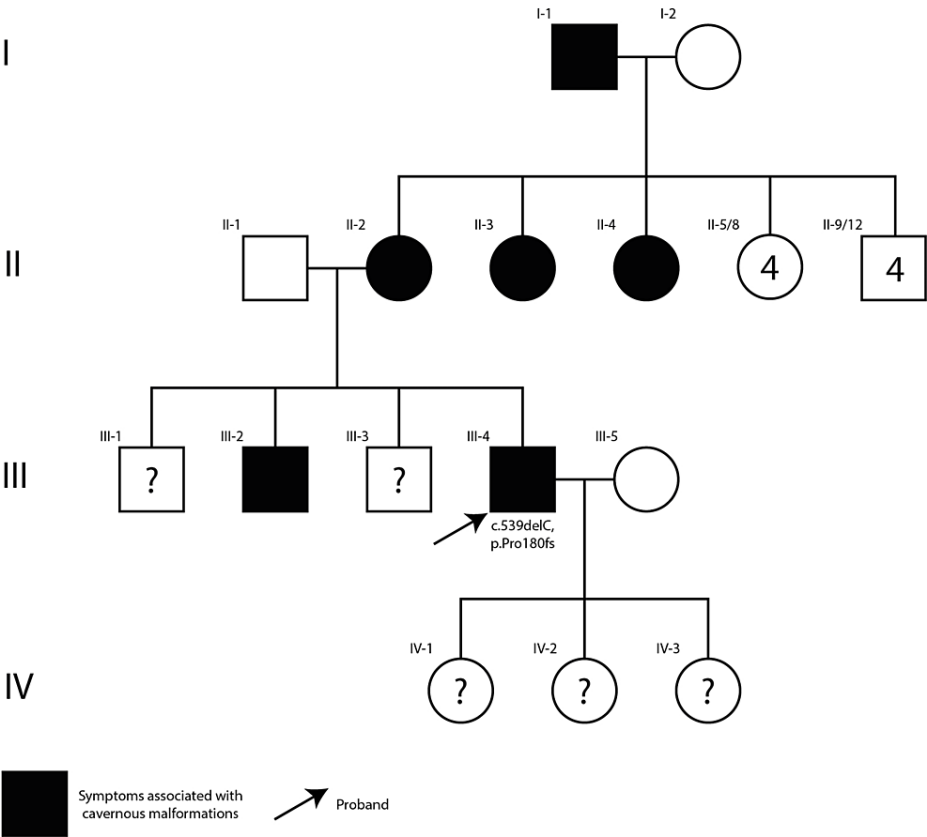 I-1
I-2
I
II-1
II-2
II-3
II-4
II-5/8
II-9/12
II
4
4
III-1
III-2
III-3
III-4
III-5
III
?
?
c.539delC,
p.Pro180fs
IV-1
IV-2
IV-3
IV
?
?
?
Symptoms associated with
cavernous malformations
Proband